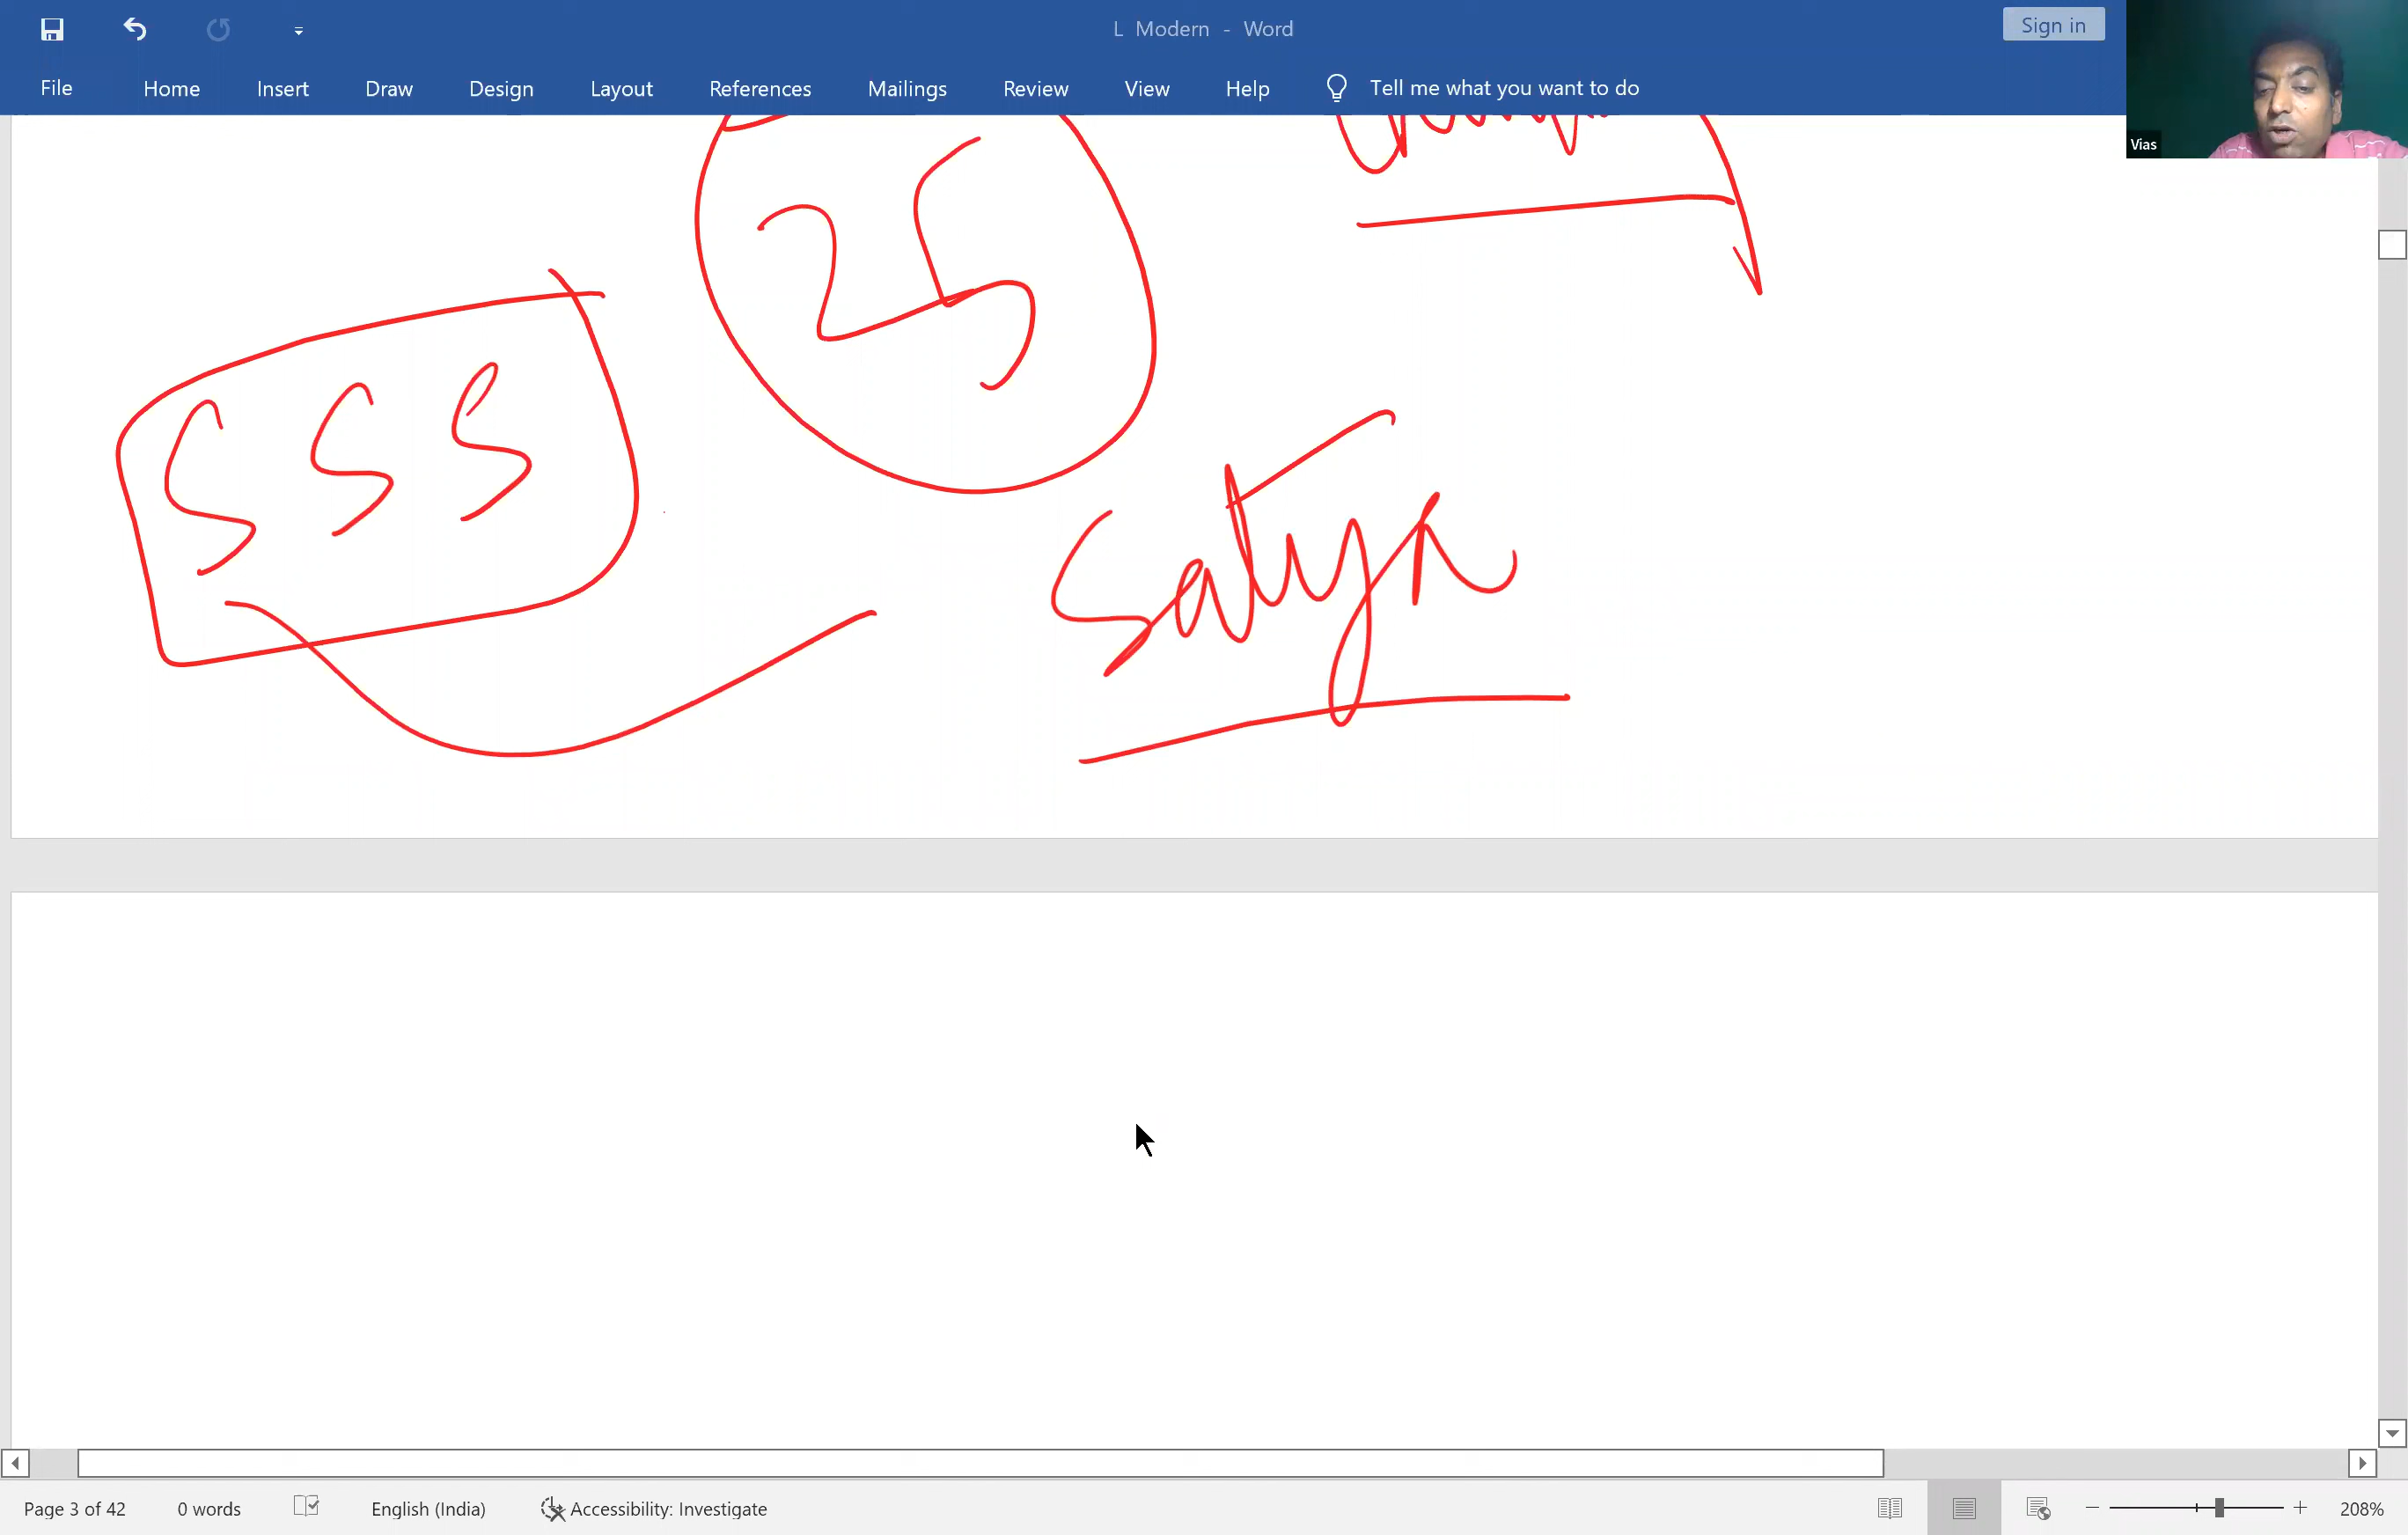 L Modern - Word
Sign in
File Home Insert Draw Design Layout References Mailings Review View Help Tell me what you want to do
Vias
25
SSS
Satya
Page 3 of 42 0 words English (India) Accessibility: Investigate 208%